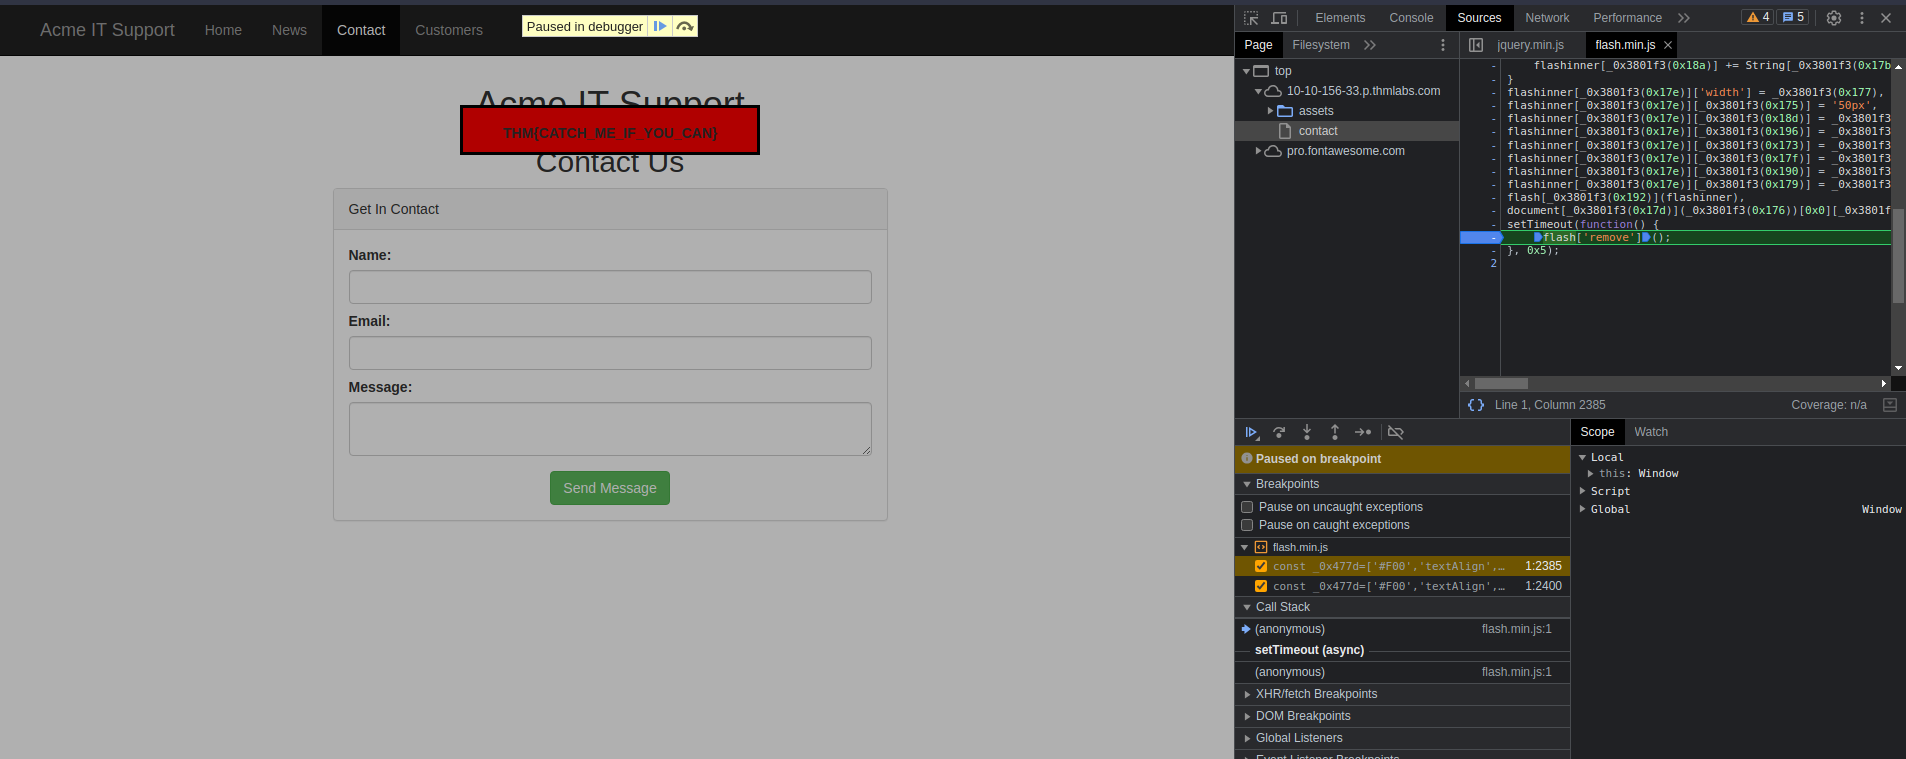 Acme IT Support Home News Contact Customers
Paused in debugger
Acme IT Support
THM{CATCH_ME_IF_YOU_CAN}
Contact Us
Get In Contact
Name:
Email:
Message:
Send Message
Elements Console Sources Network Performance 4 5
Page Filesystem
top
10-10-156-33.p.thmlabs.com
assets
contact
pro.fontawesome.com
jquery.min.js flash.min.js
- flashinner[_0x3801f3(0x18a)] += String[_0x3801f3(0x17b
- }
- flashinner[_0x3801f3(0x17e)]['width'] = _0x3801f3(0x177),
- flashinner[_0x3801f3(0x17e)][_0x3801f3(0x175)] = '50px',
- flashinner[_0x3801f3(0x17e)][_0x3801f3(0x18d)] = _0x3801f3
- flashinner[_0x3801f3(0x17e)][_0x3801f3(0x196)] = _0x3801f3
- flashinner[_0x3801f3(0x17e)][_0x3801f3(0x173)] = _0x3801f3
- flashinner[_0x3801f3(0x17e)][_0x3801f3(0x17f)] = _0x3801f3
- flashinner[_0x3801f3(0x17e)][_0x3801f3(0x190)] = _0x3801f3
- flashinner[_0x3801f3(0x17e)][_0x3801f3(0x179)] = _0x3801f3
- flash[_0x3801f3(0x192)](flashinner),
- document[_0x3801f3(0x17d)](_0x3801f3(0x176))[0x0][_0x3801f
- setTimeout(function() {
- flash['remove']();
- }, 0x5);
2
{} Line 1, Column 2385 Coverage: n/a
Paused on breakpoint
Breakpoints
Pause on uncaught exceptions
Pause on caught exceptions
flash.min.js
const _0x477d=['#F00','textAlign',… 1:2385
const _0x477d=['#F00','textAlign',… 1:2400
Call Stack
(anonymous) flash.min.js:1
setTimeout (async)
(anonymous) flash.min.js:1
XHR/fetch Breakpoints
DOM Breakpoints
Global Listeners
Event Listener Breakpoints
Scope Watch
Local
this: Window
Script
Global Window